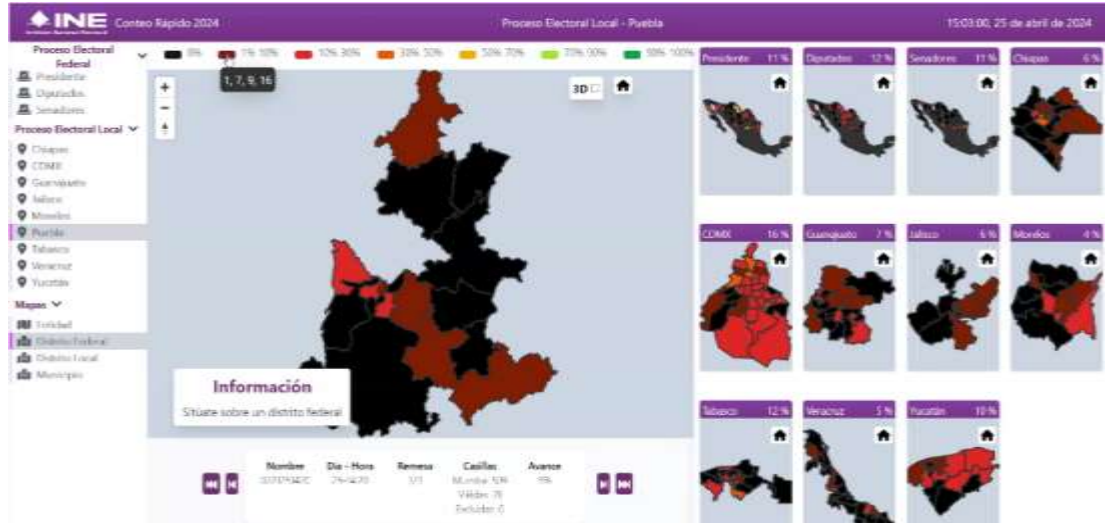 INE Conteo Rápido 2024
Proceso Electoral Local - Puebla
15:03:00, 25 de abril de 2024
Proceso Electoral
Federal
Presidente
Diputados
Senadores
Proceso Electoral Local
Chiapas
CDMX
Guanajuato
Jalisco
Morelos
Puebla
Tabasco
Veracruz
Yucatán
Mapas
Entidad
Distrito Federal
Distrito Local
Municipio
0% 1% 10% 10% 30% 30% 50% 50% 70% 70% 90% 90% 100%
1, 7, 9, 16
3D
Información
Sitúate sobre un distrito federal
Nombre Día - Hora Remesa Casillas Avance
Válidas:
Excluidas: 0
Presidente 11 %
Diputados 12 %
Senadores 11 %
Chiapas 6 %
CDMX 16 %
Guanajuato 7 %
Jalisco 6 %
Morelos 4 %
Tabasco 12 %
Veracruz 5 %
Yucatán 10 %